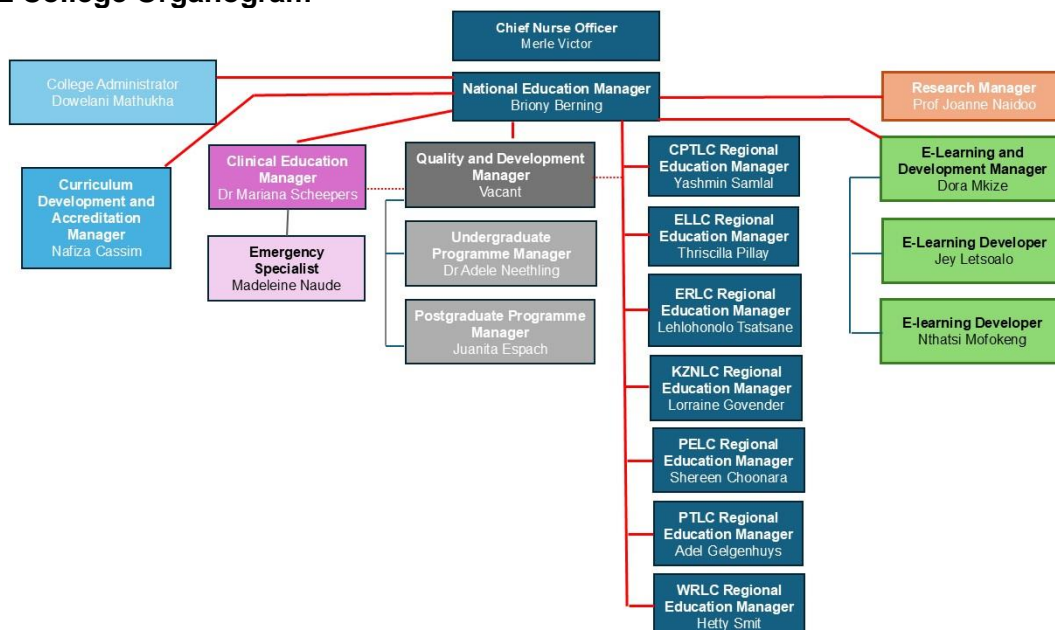 College Organogram
Chief Nurse Officer
Merle Victor
College Administrator
Dowelani Mathukha
National Education Manager
Briony Berning
Research Manager
Prof Joanne Naidoo
Clinical Education
Manager
Dr Mariana Scheepers
Quality and Development
Manager
Vacant
CPTLC Regional
Education Manager
Yashmin Samlal
E-Learning and
Development Manager
Dora Mkize
Curriculum
Development and
Accreditation
Manager
Nafiza Cassim
Emergency
Specialist
Madeleine Naude
Undergraduate
Programme Manager
Dr Adele Neethling
ELLC Regional
Education Manager
Thriscilla Pillay
E-Learning Developer
Jey Letsoalo
Postgraduate Programme
Manager
Juanita Espach
ERLC Regional
Education Manager
Lehlohonolo Tsatsane
E-learning Developer
Nthatsi Mofokeng
KZNLC Regional
Education Manager
Lorraine Govender
PELC Regional
Education Manager
Shereen Choonara
PTLC Regional
Education Manager
Adel Gelgenhuys
WRLC Regional
Education Manager
Hetty Smit